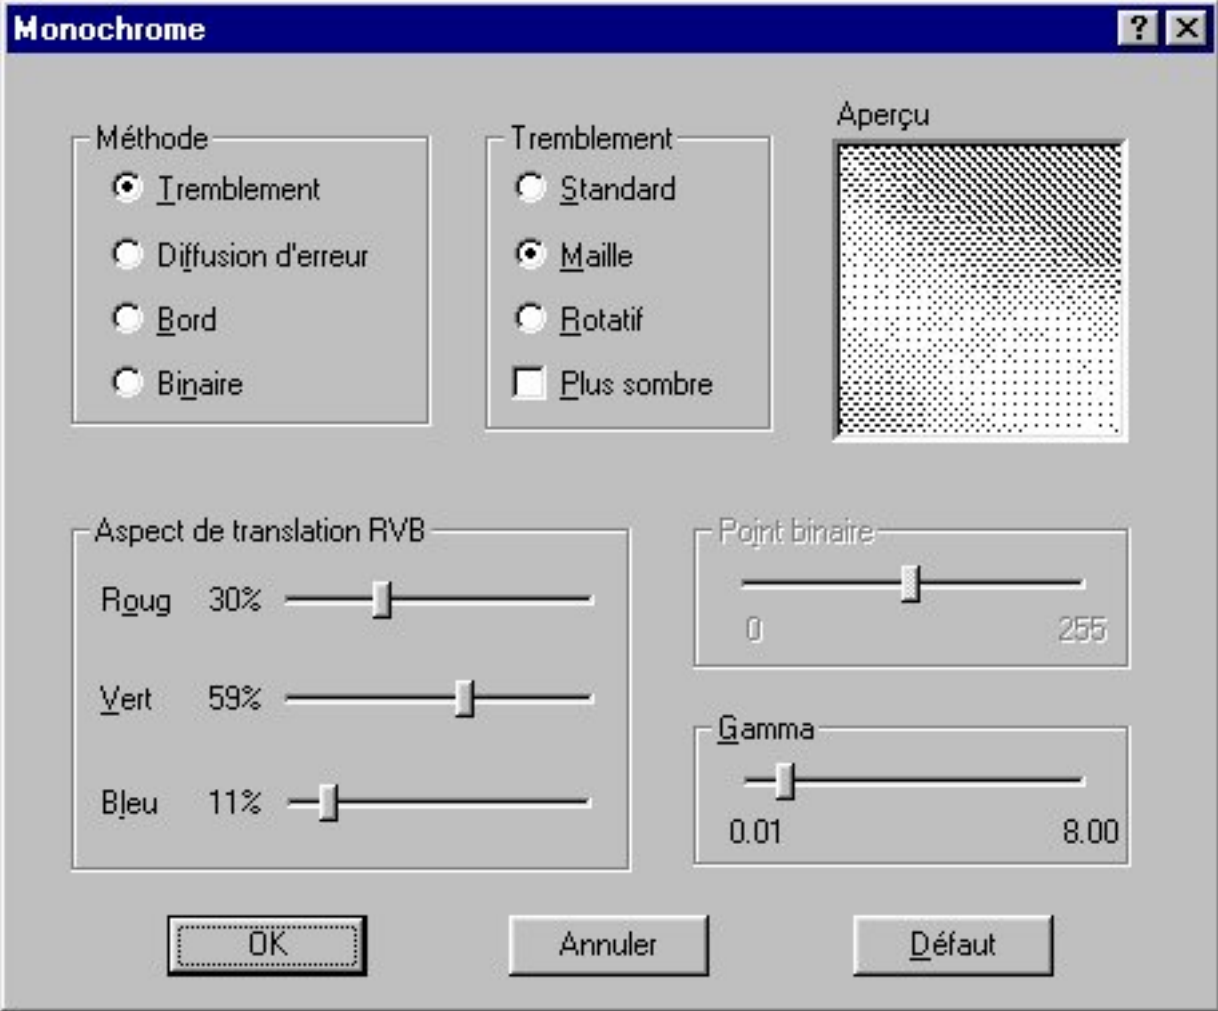 Monochrome
Méthode
Tremblement
Diffusion d'erreur
Bord
Binaire
Tremblement
Standard
Maille
Rotatif
Plus sombre
Aperçu
Aspect de translation RVB
Roug 30%
Vert 59%
Bleu 11%
Point binaire
0 255
Gamma
0.01 8.00
OK Annuler Défaut